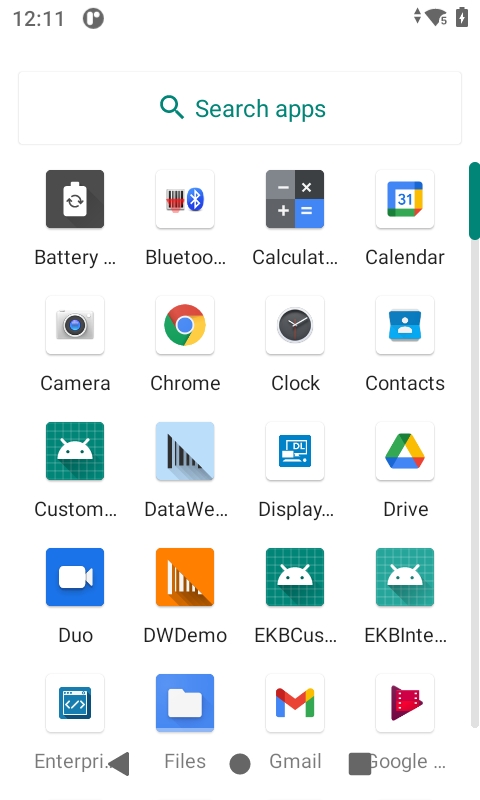 12:11
5
Search apps
31
Battery ...
Bluetoo...
Calculat...
Calendar
Camera
Chrome
Clock
Contacts
DL
Custom...
DataWe...
Display...
Drive
Duo
DWDemo
EKBCus...
EKBInte...
Enterpri...
Files
Gmail
Google ...